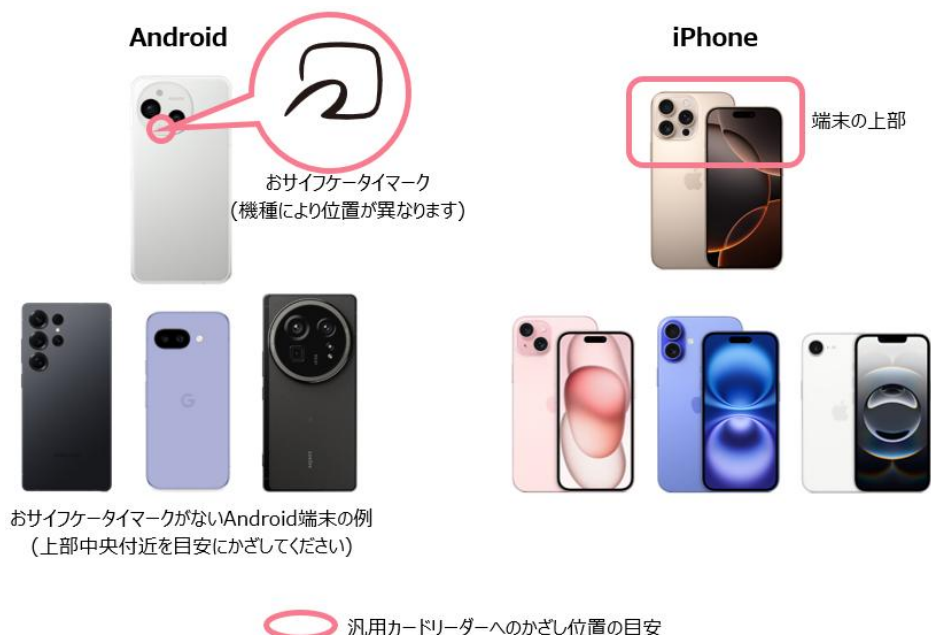 Android
iPhone
端末の上部
おサイフケータイマーク
(機種により位置が異なります)
おサイフケータイマークがないAndroid端末の例
(上部中央付近を目安にかざしてください)
汎用カードリーダーへのかざし位置の目安